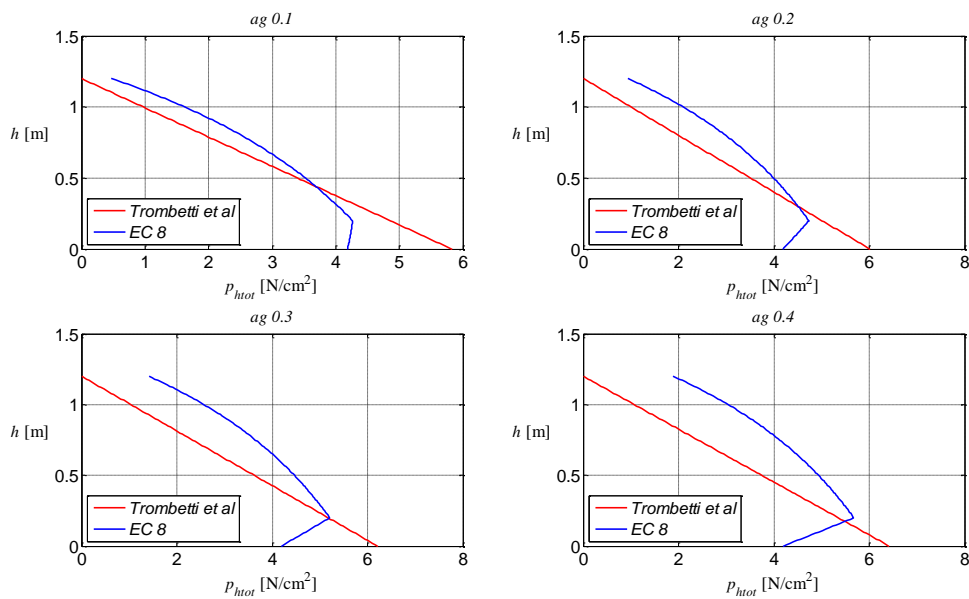 ag 0.1
1.5
1
0.5
0
h [m]
Trombetti et al
EC 8
0 1 2 3 4 5 6
p_htot [N/cm²]
ag 0.2
1.5
1
0.5
0
h [m]
Trombetti et al
EC 8
0 2 4 6 8
p_htot [N/cm²]
ag 0.3
1.5
1
0.5
0
h [m]
Trombetti et al
EC 8
0 2 4 6 8
p_htot [N/cm²]
ag 0.4
1.5
1
0.5
0
h [m]
Trombetti et al
EC 8
0 2 4 6 8
p_htot [N/cm²]